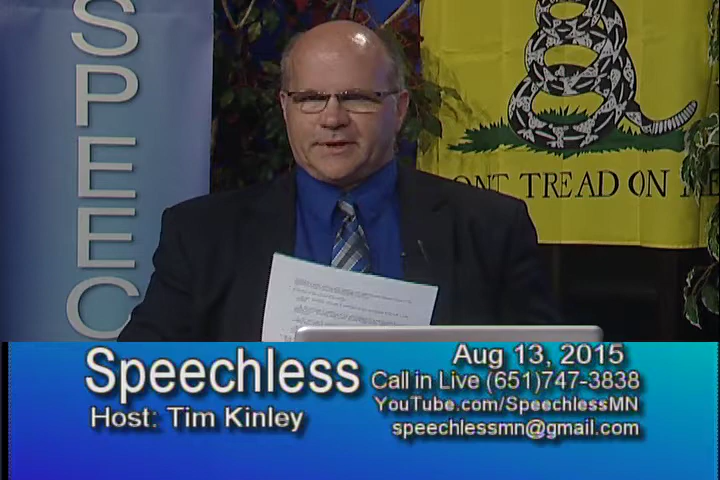 SPEEC
ONT TREAD ON ME
Speechless
Host: Tim Kinley
Aug 13, 2015
Call in Live (651)747-3838
YouTube.com/SpeechlessMN
speechlessmn@gmail.com